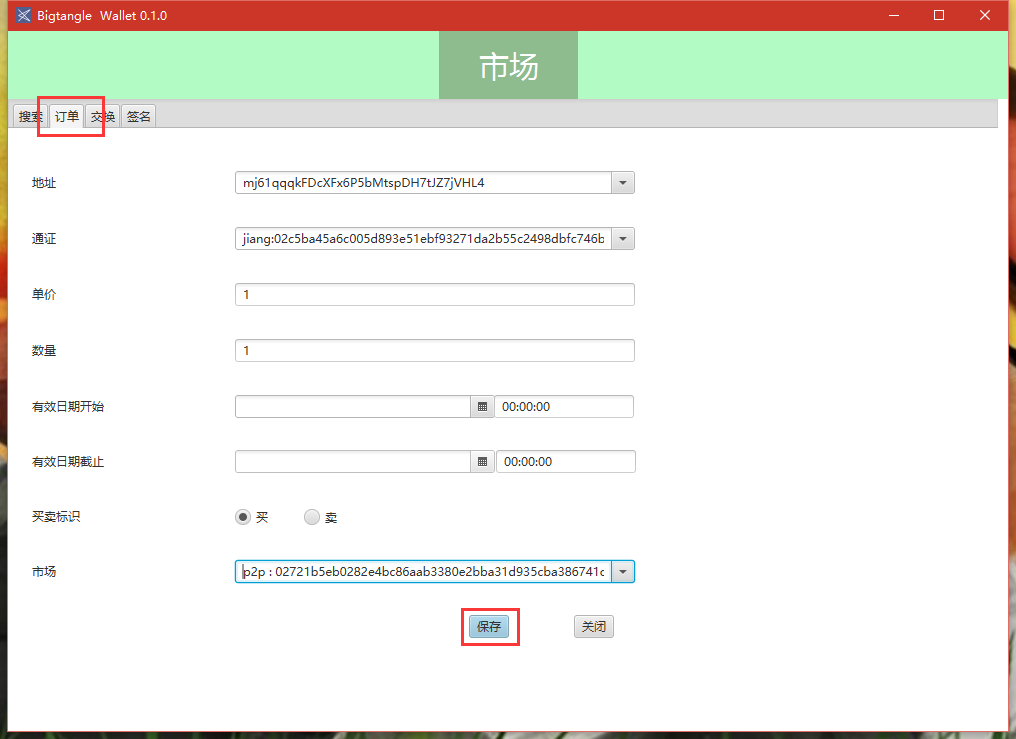 Bigtangle Wallet 0.1.0
市场
搜索 订单 交换 签名
地址 mj61qqqkFDcXFx6P5bMtspDH7tJZ7jVHL4
通证 jiang:02c5ba45a6c005d893e51ebf93271da2b55c2498dbfc746b
单价 1
数量 1
有效日期开始 00:00:00
有效日期截止 00:00:00
买卖标识 买 卖
市场 p2p : 02721b5eb0282e4bc86aab3380e2bba31d935cba386741c
保存 关闭